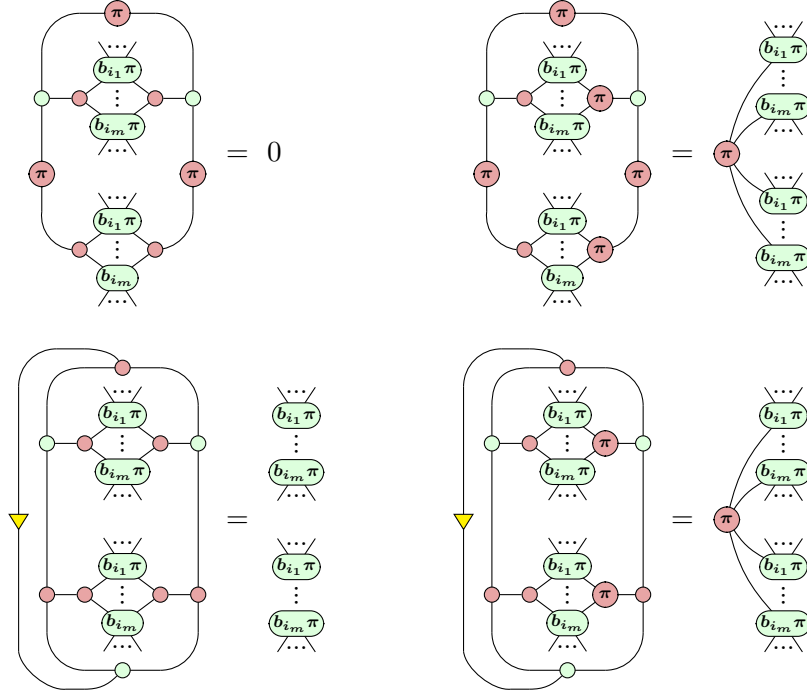 π
···
b_{i_1}π
⋮
b_{i_m}π
···
π π = 0
···
b_{i_1}π
⋮
b_{i_m}
···
π
···
b_{i_1}π
⋮ π
b_{i_m}π
···
π π =
···
b_{i_1}π
⋮ π
b_{i_m}
···
···
b_{i_1}π
⋮
b_{i_m}π
···
π
···
b_{i_1}π
⋮
b_{i_m}π
···
···
b_{i_1}π
⋮
b_{i_m}π
···
=
···
b_{i_1}π
⋮
b_{i_m}
···
···
b_{i_1}π
⋮
b_{i_m}π
···
···
b_{i_1}π
⋮
b_{i_m}π
···
···
b_{i_1}π
⋮ π
b_{i_m}π
···
=
···
b_{i_1}π
⋮ π
b_{i_m}
···
···
b_{i_1}π
⋮
b_{i_m}π
···
π
···
b_{i_1}π
⋮
b_{i_m}π
···